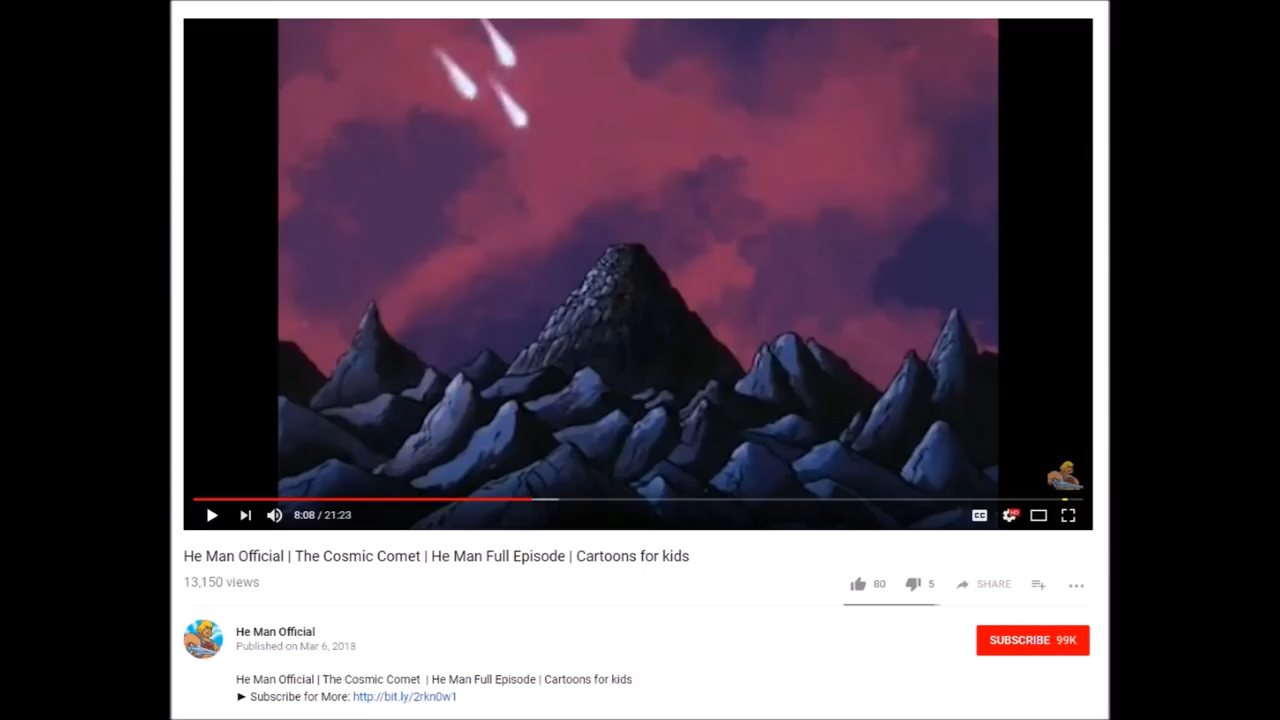 8:08 / 21:23
CC
HD
He Man Official | The Cosmic Comet | He Man Full Episode | Cartoons for kids
13,150 views
80
5
SHARE
He Man Official
Published on Mar 6, 2018
SUBSCRIBE 99K
He Man Official | The Cosmic Comet | He Man Full Episode | Cartoons for kids
► Subscribe for More: http://bit.ly/2rkn0w1